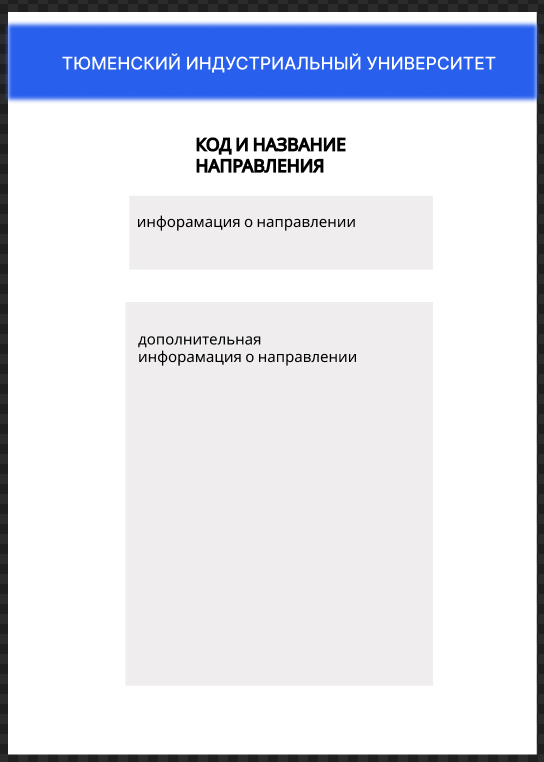 ТЮМЕНСКИЙ ИНДУСТРИАЛЬНЫЙ УНИВЕРСИТЕТ
КОД И НАЗВАНИЕ
НАПРАВЛЕНИЯ
инфорамация о направлении
дополнительная
инфорамация о направлении